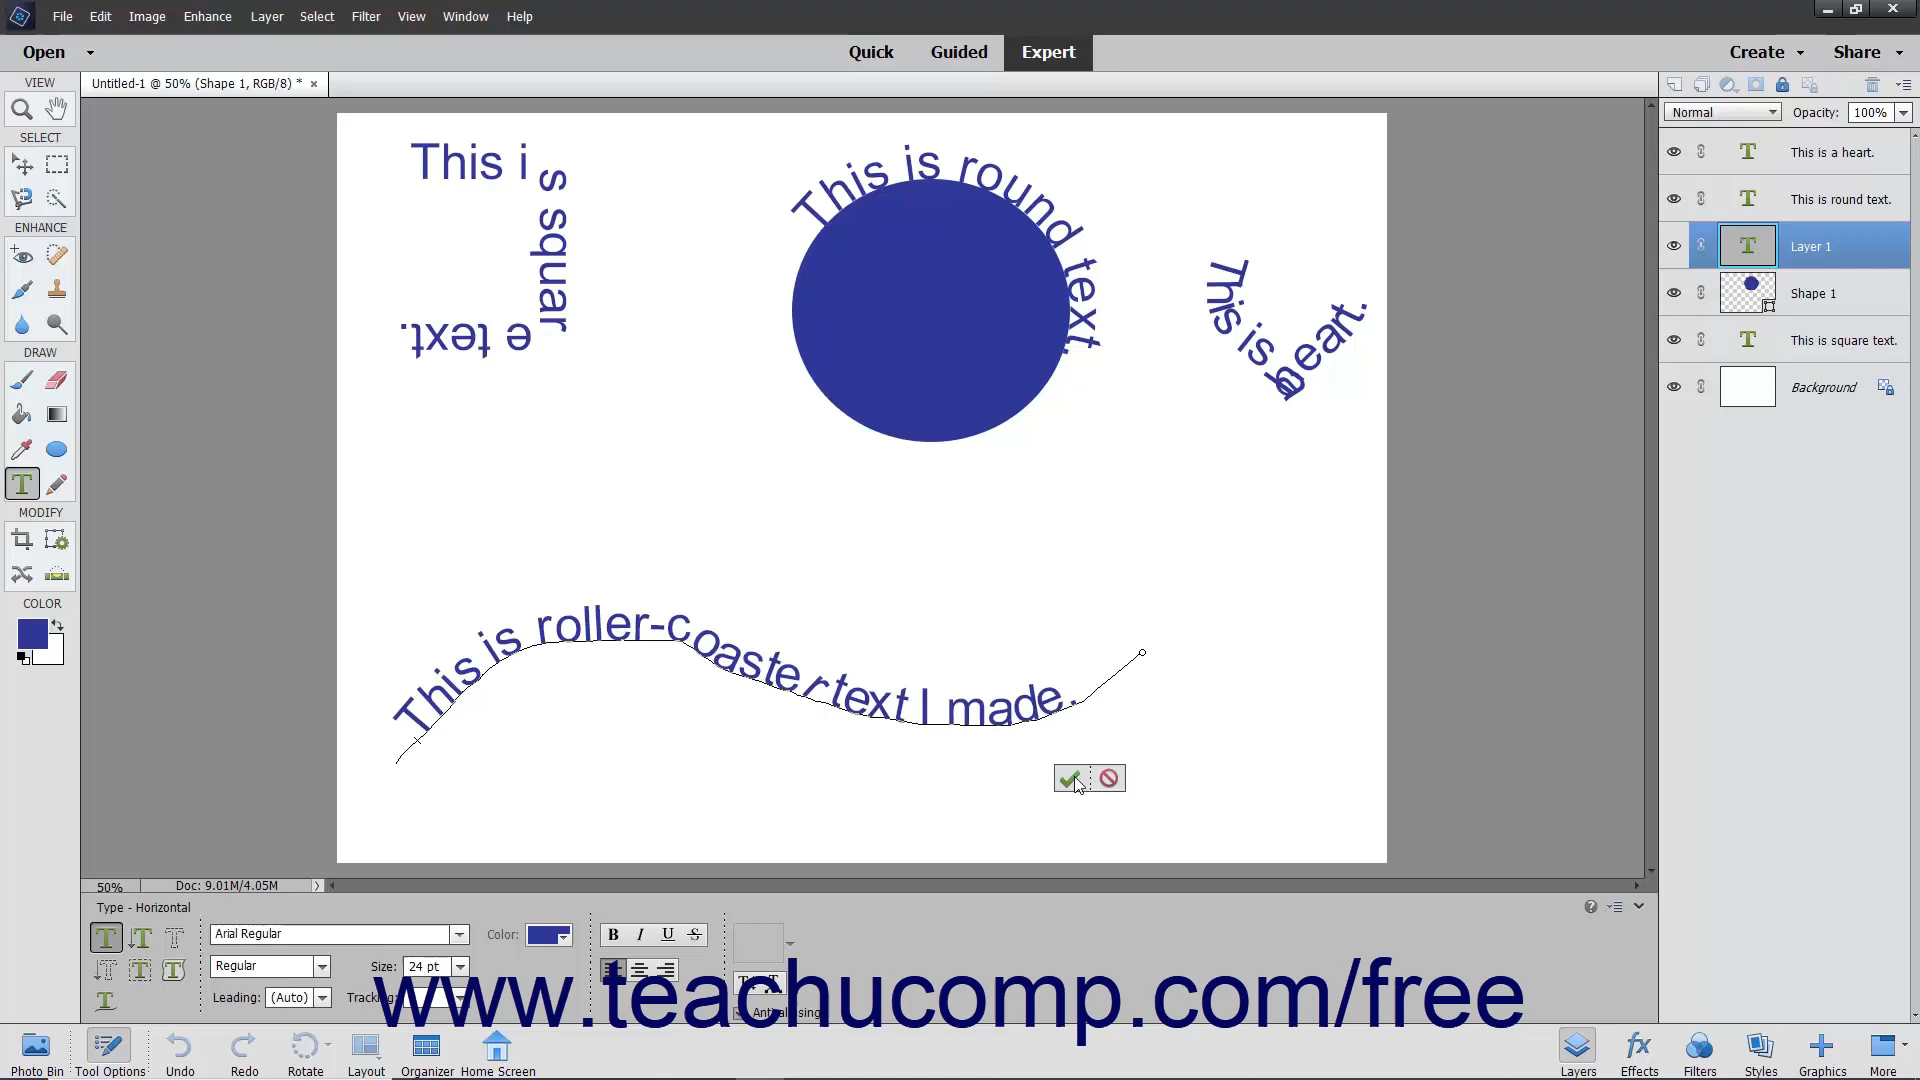 File Edit Image Enhance Layer Select Filter View Window Help
Open Quick Guided Expert Create Share
VIEW
Untitled-1 @ 50% (Shape 1, RGB/8) *
SELECT
ENHANCE
DRAW
MODIFY
COLOR
This is square text.
This is round text.
This is a heart.
This is roller-coaster text I made.
Normal Opacity: 100%
This is a heart.
This is round text.
Layer 1
Shape 1
This is square text.
Background
50% Doc: 9.01M/4.05M
Type - Horizontal
Arial Regular Color: B I U S
Regular Size: 24 pt
Leading: (Auto) Tracking:
www.teachucomp.com/free
Photo Bin Tool Options Undo Redo Rotate Layout Organizer Home Screen Layers Effects Filters Styles Graphics More